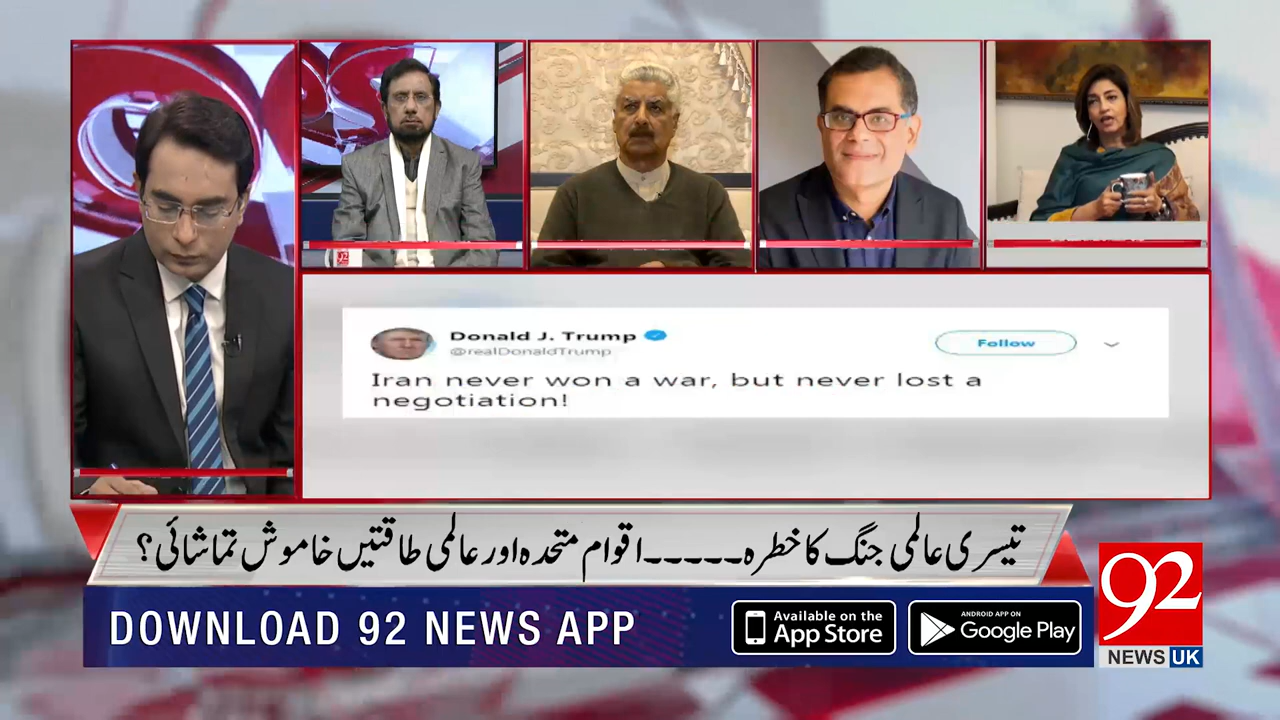 92
Donald J. Trump
@realDonaldTrump
Follow
Iran never won a war, but never lost a
negotiation!
تیسری عالمی جنگ کا خطرہ۔۔۔۔۔اقوام متحدہ اور عالمی طاقتیں خاموش تماشائی؟
DOWNLOAD 92 NEWS APP
Available on the
App Store
ANDROID APP ON
Google Play
92
NEWS UK